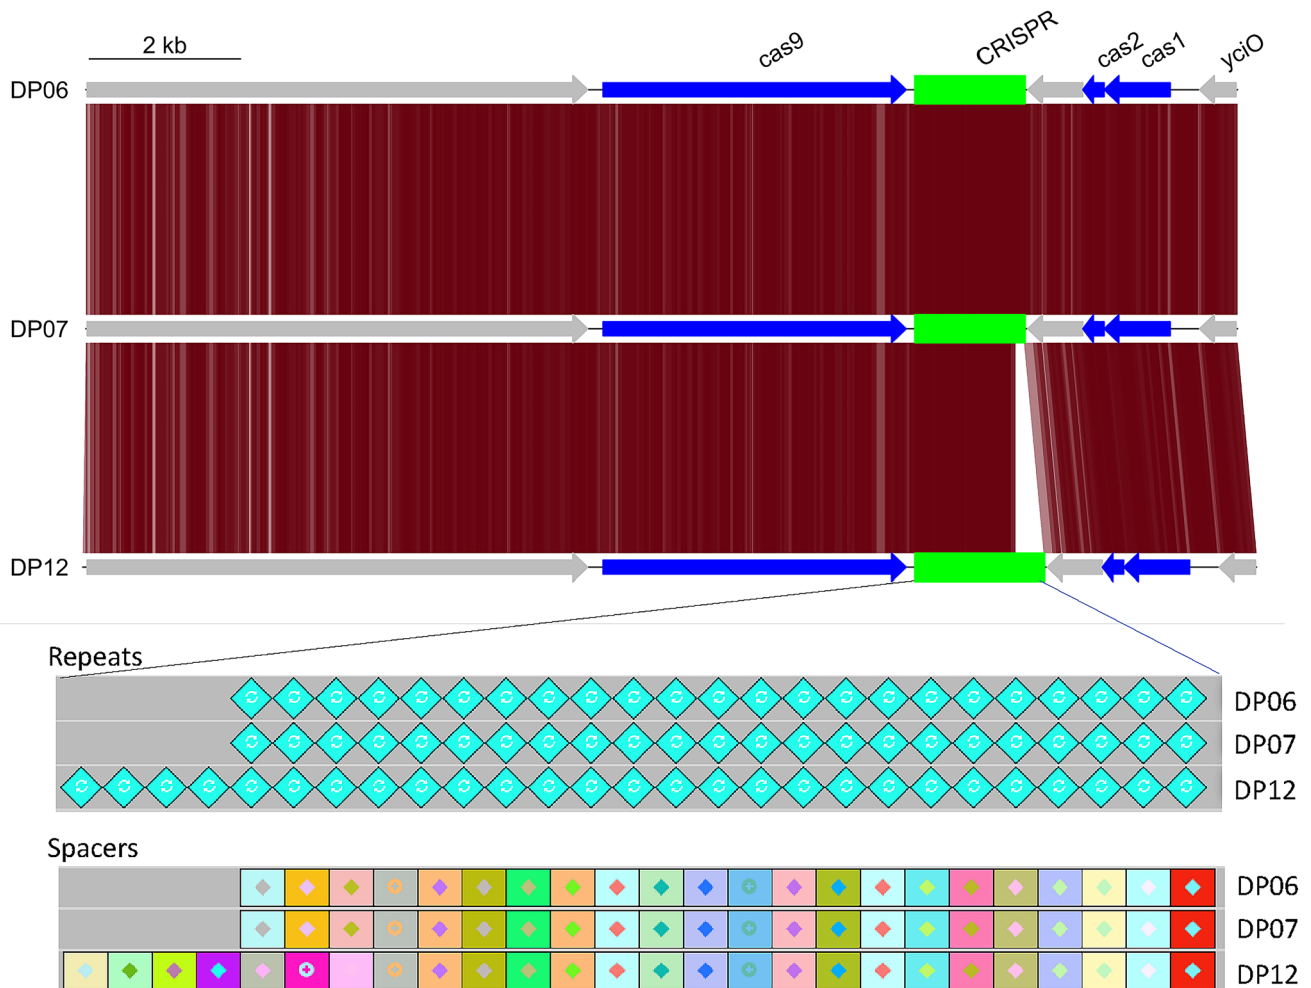 2 kb
cas9
CRISPR
cas2
cas1
yciO
DP06
DP07
DP12
Repeats
DP06
DP07
DP12
Spacers
DP06
DP07
DP12